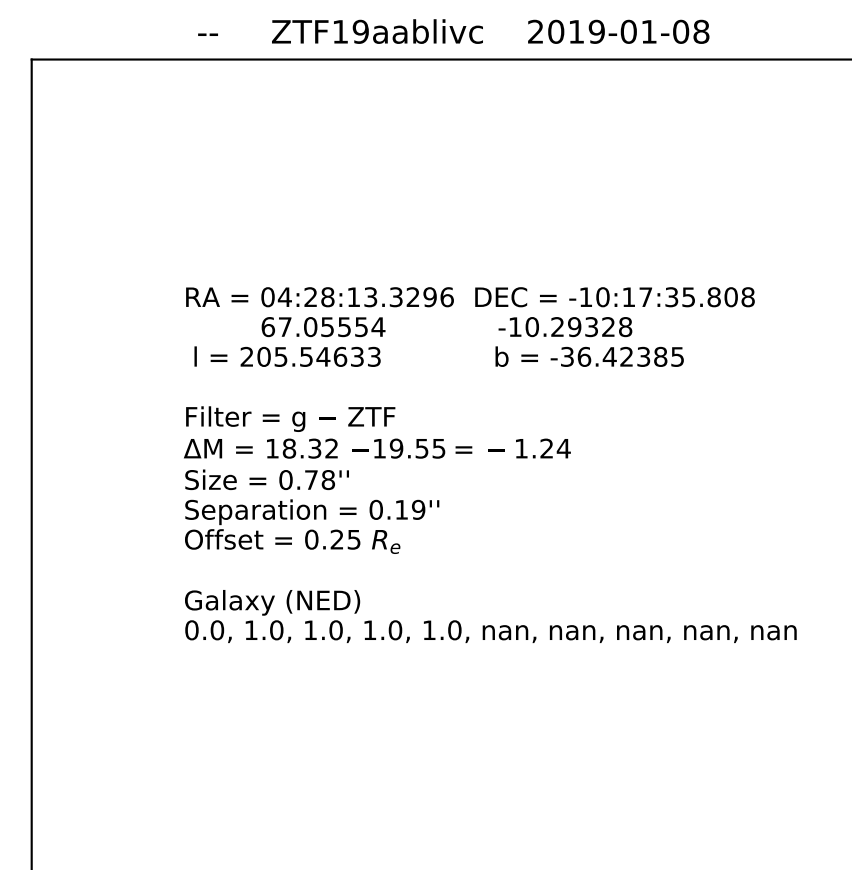 -- ZTF19aablivc 2019-01-08
RA = 04:28:13.3296 DEC = -10:17:35.808
67.05554 -10.29328
l = 205.54633 b = -36.42385
Filter = g − ZTF
ΔM = 18.32 −19.55 = − 1.24
Size = 0.78''
Separation = 0.19''
Offset = 0.25 Re
Galaxy (NED)
0.0, 1.0, 1.0, 1.0, 1.0, nan, nan, nan, nan, nan